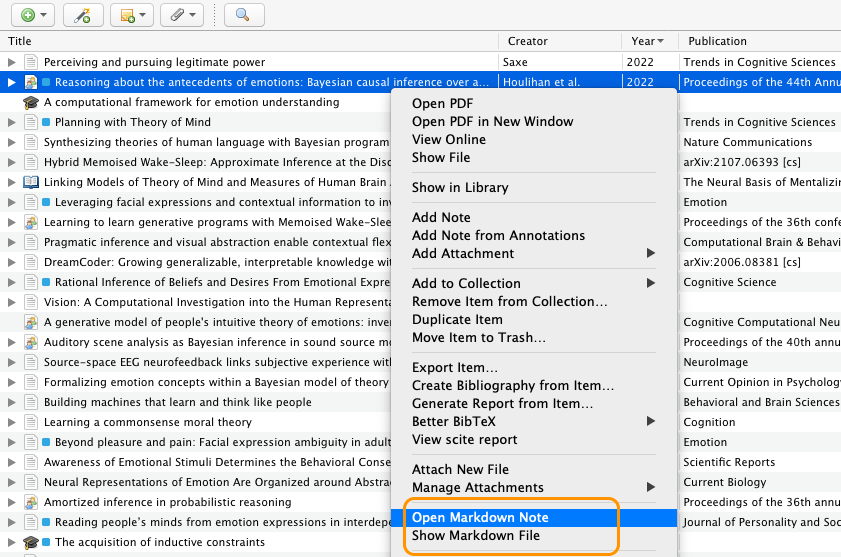 Title Creator Year Publication
Perceiving and pursuing legitimate power Saxe 2022 Trends in Cognitive Sciences
Reasoning about the antecedents of emotions: Bayesian causal inference over a... Houlihan et al. 2022 Proceedings of the 44th Annu
A computational framework for emotion understanding
Planning with Theory of Mind Trends in Cognitive Sciences
Synthesizing theories of human language with Bayesian program Nature Communications
Hybrid Memoised Wake-Sleep: Approximate Inference at the Disc arXiv:2107.06393 [cs]
Linking Models of Theory of Mind and Measures of Human Brain The Neural Basis of Mentalizin
Leveraging facial expressions and contextual information to inv Emotion
Learning to learn generative programs with Memoised Wake-Slee Proceedings of the 36th confe
Pragmatic inference and visual abstraction enable contextual flex Computational Brain & Behavi
DreamCoder: Growing generalizable, interpretable knowledge wit arXiv:2006.08381 [cs]
Rational Inference of Beliefs and Desires From Emotional Expre Cognitive Science
Vision: A Computational Investigation into the Human Representa
A generative model of people's intuitive theory of emotions: inver Cognitive Computational Neu
Auditory scene analysis as Bayesian inference in sound source mo Proceedings of the 40th annua
Source-space EEG neurofeedback links subjective experience with NeuroImage
Formalizing emotion concepts within a Bayesian model of theory Current Opinion in Psychology
Building machines that learn and think like people Behavioral and Brain Sciences
Learning a commonsense moral theory Cognition
Beyond pleasure and pain: Facial expression ambiguity in adult Emotion
Awareness of Emotional Stimuli Determines the Behavioral Conse Scientific Reports
Neural Representations of Emotion Are Organized around Abstrac Current Biology
Amortized inference in probabilistic reasoning Proceedings of the 36th annua
Reading people's minds from emotion expressions in interdepe Journal of Personality and Soc
The acquisition of inductive constraints
Open PDF
Open PDF in New Window
View Online
Show File
Show in Library
Add Note
Add Note from Annotations
Add Attachment
Add to Collection
Remove Item from Collection...
Duplicate Item
Move Item to Trash...
Export Item...
Create Bibliography from Item...
Generate Report from Item...
Better BibTeX
View scite report
Attach New File
Manage Attachments
Open Markdown Note
Show Markdown File